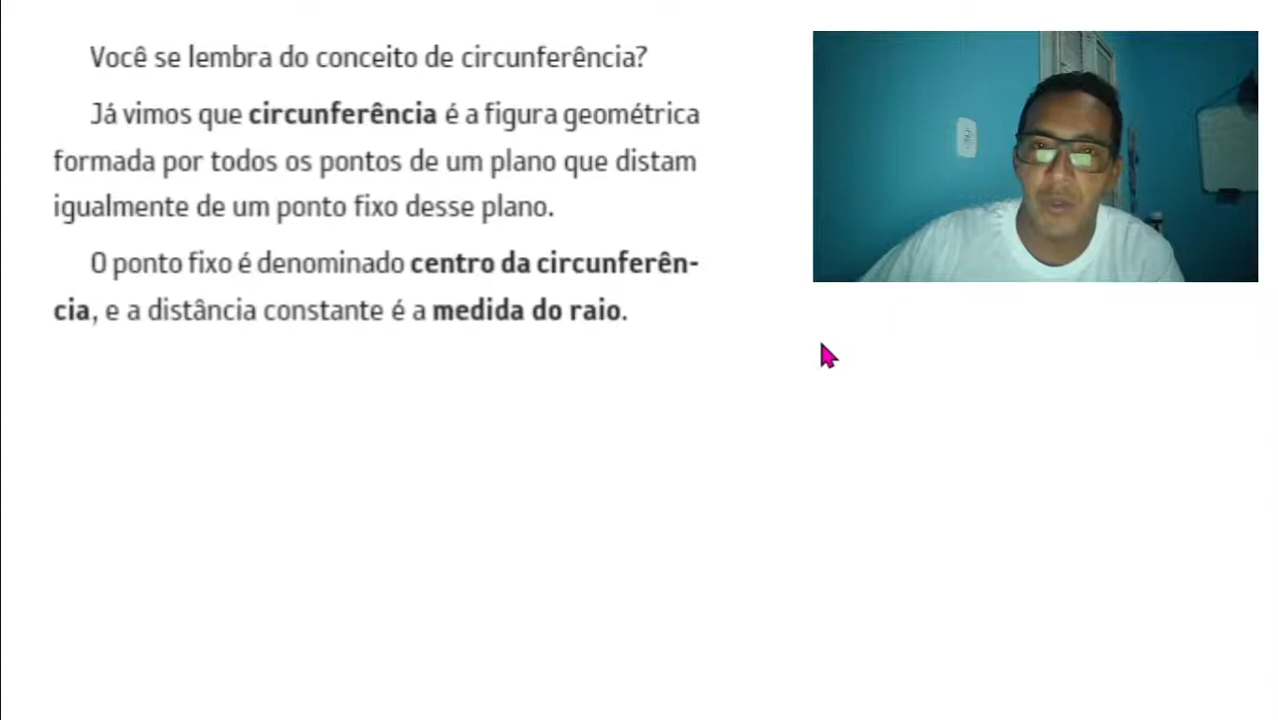 Você se lembra do conceito de circunferência?
Já vimos que circunferência é a figura geométrica
formada por todos os pontos de um plano que distam
igualmente de um ponto fixo desse plano.
O ponto fixo é denominado centro da circunferên-
cia, e a distância constante é a medida do raio.